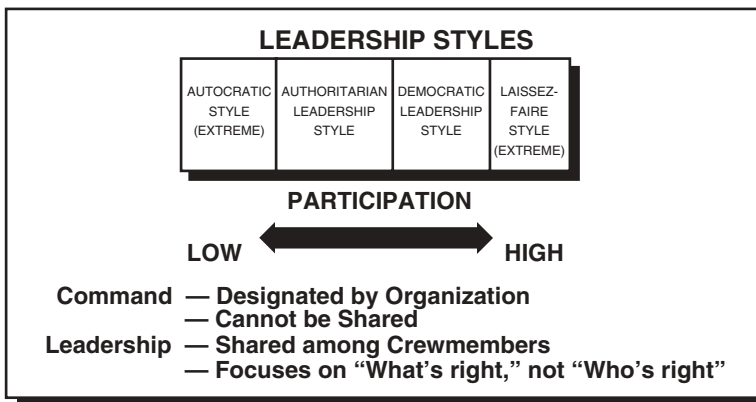 LEADERSHIP STYLES
AUTOCRATIC
STYLE
(EXTREME)
AUTHORITARIAN
LEADERSHIP
STYLE
DEMOCRATIC
LEADERSHIP
STYLE
LAISSEZ-
FAIRE
STYLE
(EXTREME)
PARTICIPATION
LOW HIGH
Command — Designated by Organization
— Cannot be Shared
Leadership — Shared among Crewmembers
— Focuses on “What’s right,” not “Who’s right”